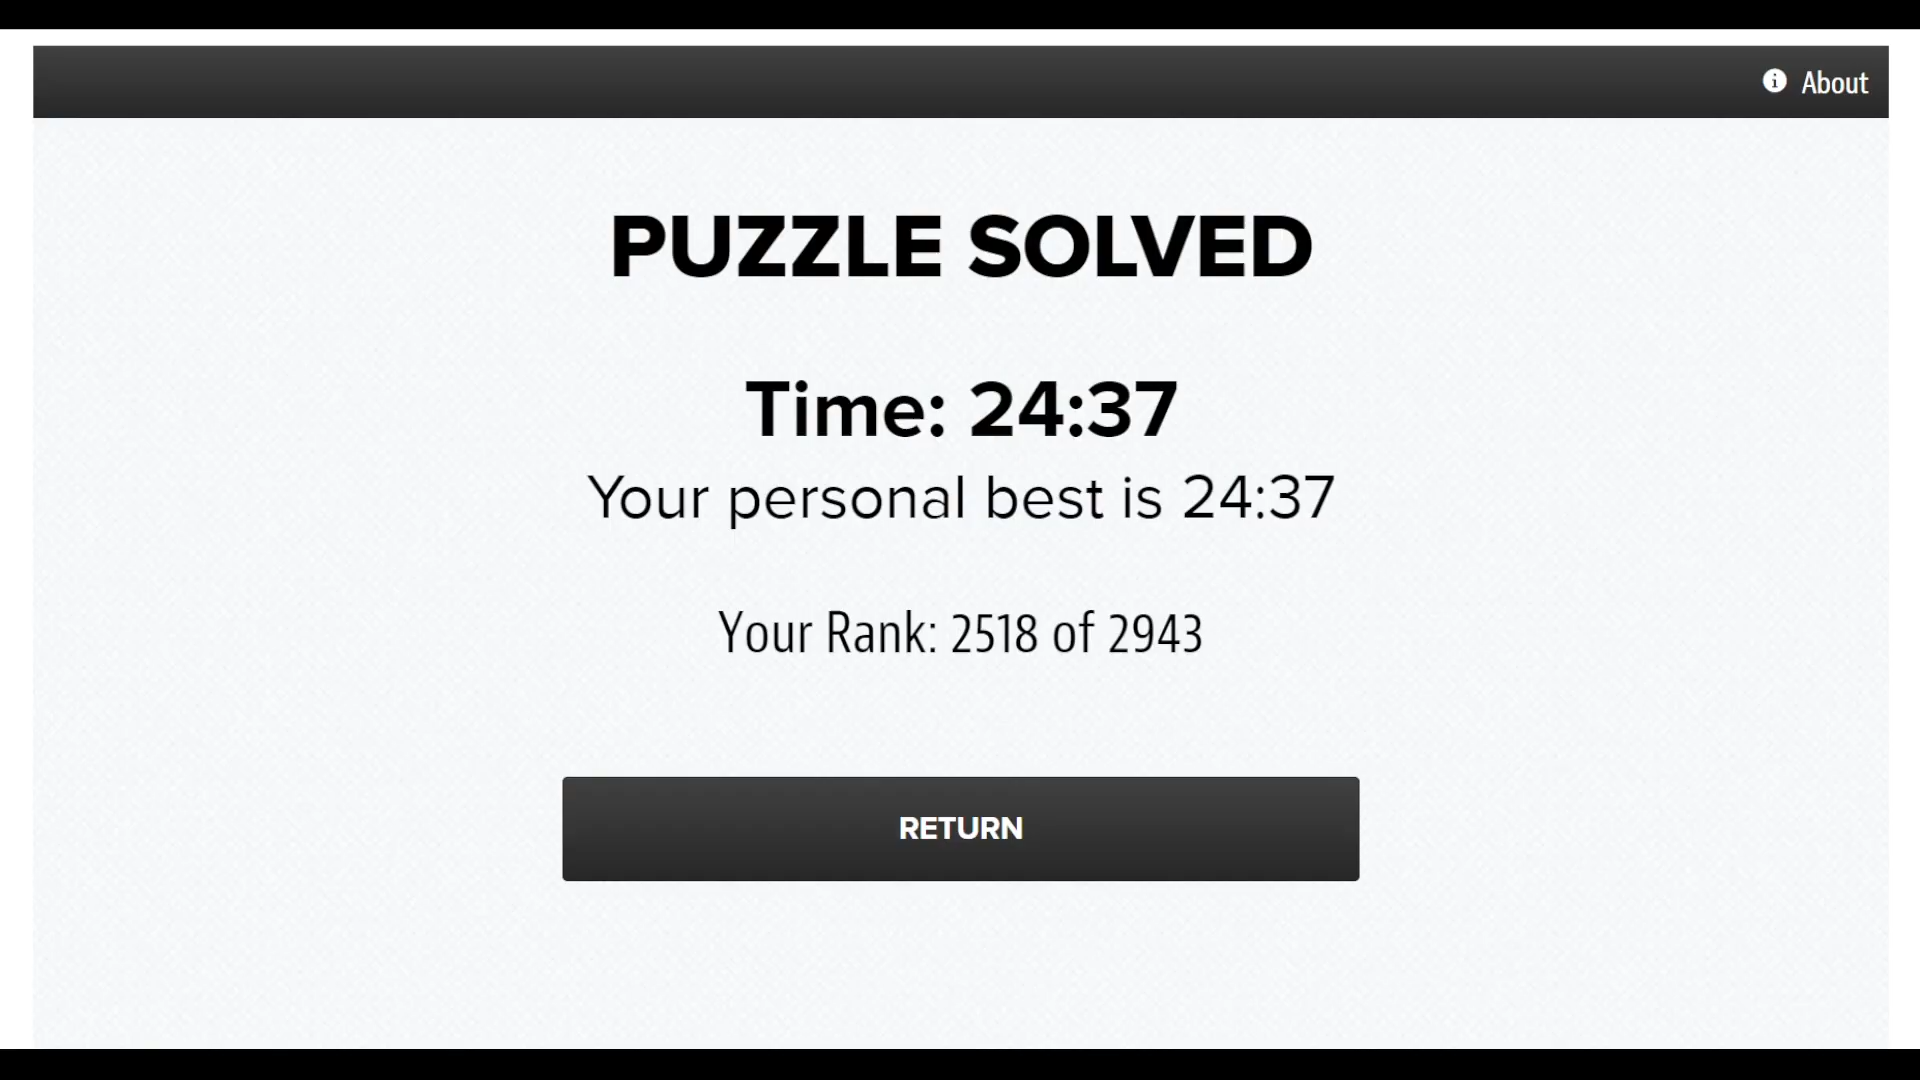 About
PUZZLE SOLVED
Time: 24:37
Your personal best is 24:37
Your Rank: 2518 of 2943
RETURN